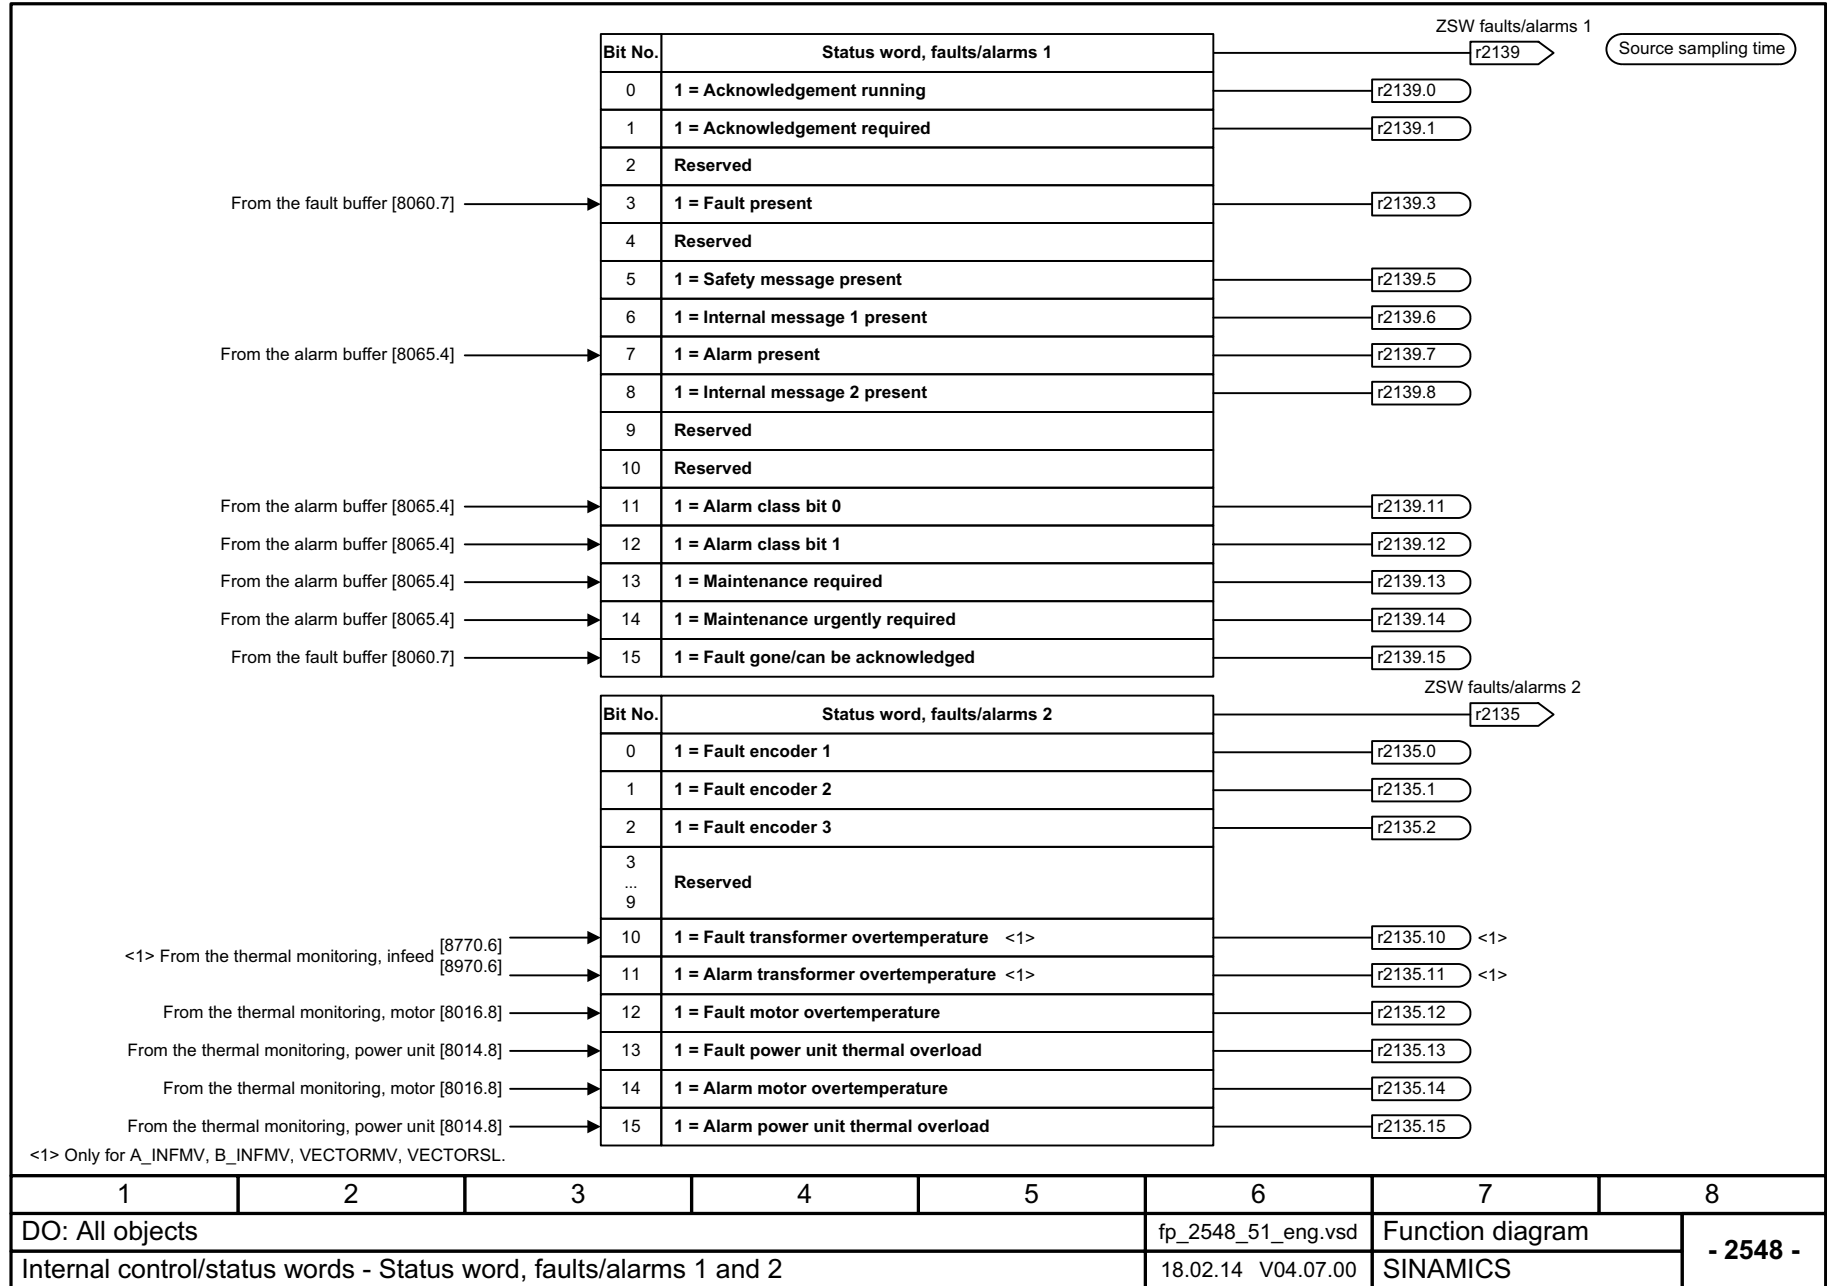 ZSW faults/alarms 1
Bit No. Status word, faults/alarms 1 r2139 Source sampling time
0 1 = Acknowledgement running r2139.0
1 1 = Acknowledgement required r2139.1
2 Reserved
From the fault buffer [8060.7] 3 1 = Fault present r2139.3
4 Reserved
5 1 = Safety message present r2139.5
6 1 = Internal message 1 present r2139.6
From the alarm buffer [8065.4] 7 1 = Alarm present r2139.7
8 1 = Internal message 2 present r2139.8
9 Reserved
10 Reserved
From the alarm buffer [8065.4] 11 1 = Alarm class bit 0 r2139.11
From the alarm buffer [8065.4] 12 1 = Alarm class bit 1 r2139.12
From the alarm buffer [8065.4] 13 1 = Maintenance required r2139.13
From the alarm buffer [8065.4] 14 1 = Maintenance urgently required r2139.14
From the fault buffer [8060.7] 15 1 = Fault gone/can be acknowledged r2139.15
ZSW faults/alarms 2
Bit No. Status word, faults/alarms 2 r2135
0 1 = Fault encoder 1 r2135.0
1 1 = Fault encoder 2 r2135.1
2 1 = Fault encoder 3 r2135.2
3
... Reserved
9
<1> From the thermal monitoring, infeed [8770.6] 10 1 = Fault transformer overtemperature <1> r2135.10 <1>
[8970.6] 11 1 = Alarm transformer overtemperature <1> r2135.11 <1>
From the thermal monitoring, motor [8016.8] 12 1 = Fault motor overtemperature r2135.12
From the thermal monitoring, power unit [8014.8] 13 1 = Fault power unit thermal overload r2135.13
From the thermal monitoring, motor [8016.8] 14 1 = Alarm motor overtemperature r2135.14
From the thermal monitoring, power unit [8014.8] 15 1 = Alarm power unit thermal overload r2135.15
<1> Only for A_INFMV, B_INFMV, VECTORMV, VECTORSL.
1 2 3 4 5 6 7 8
DO: All objects fp_2548_51_eng.vsd Function diagram - 2548 -
Internal control/status words - Status word, faults/alarms 1 and 2 18.02.14 V04.07.00 SINAMICS